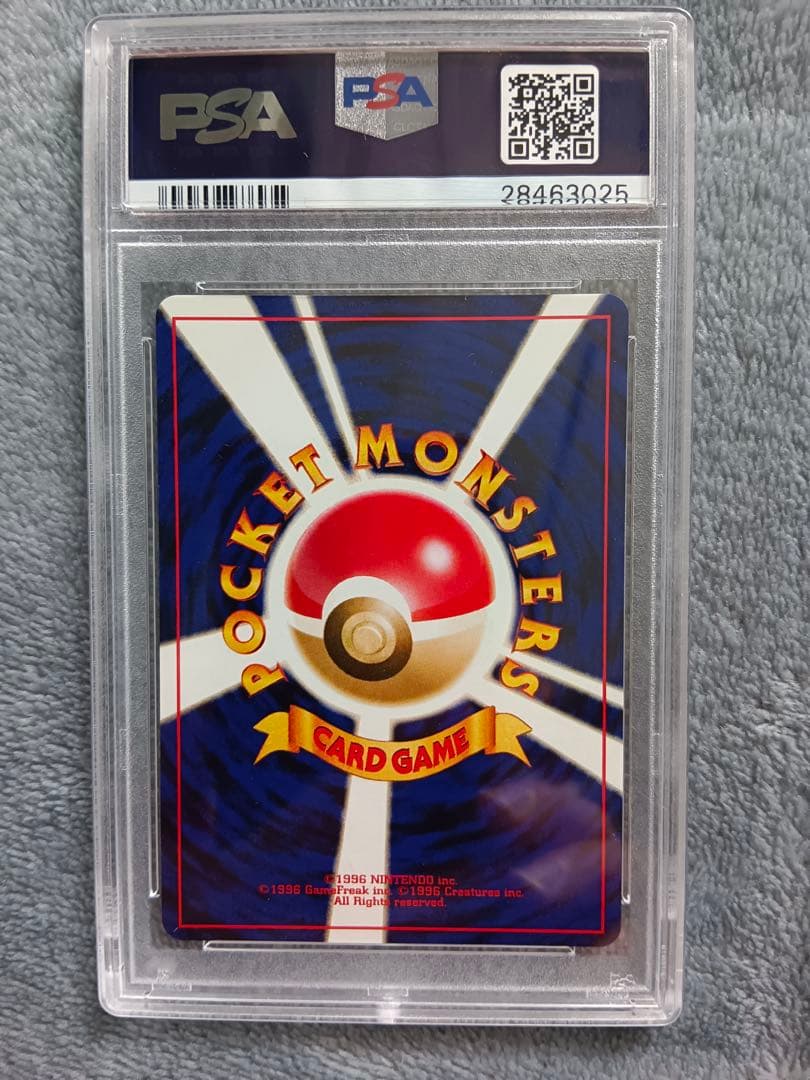 PSA
PSA
28463025
POCKET MONSTERS
CARD GAME
©1996 NINTENDO inc.
©1996 GameFreak inc. ©1996 Creatures inc.
All Rights reserved.